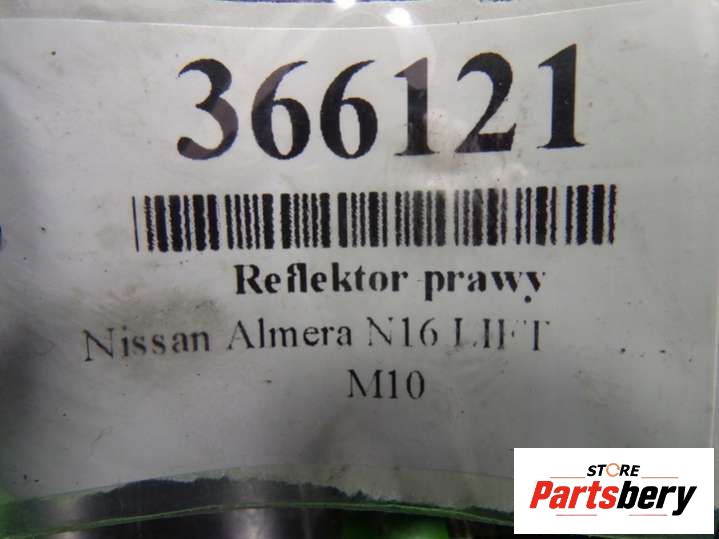 366121
Reflektor prawy
Nissan Almera N16 LIFT
M10
STORE
Partsbery